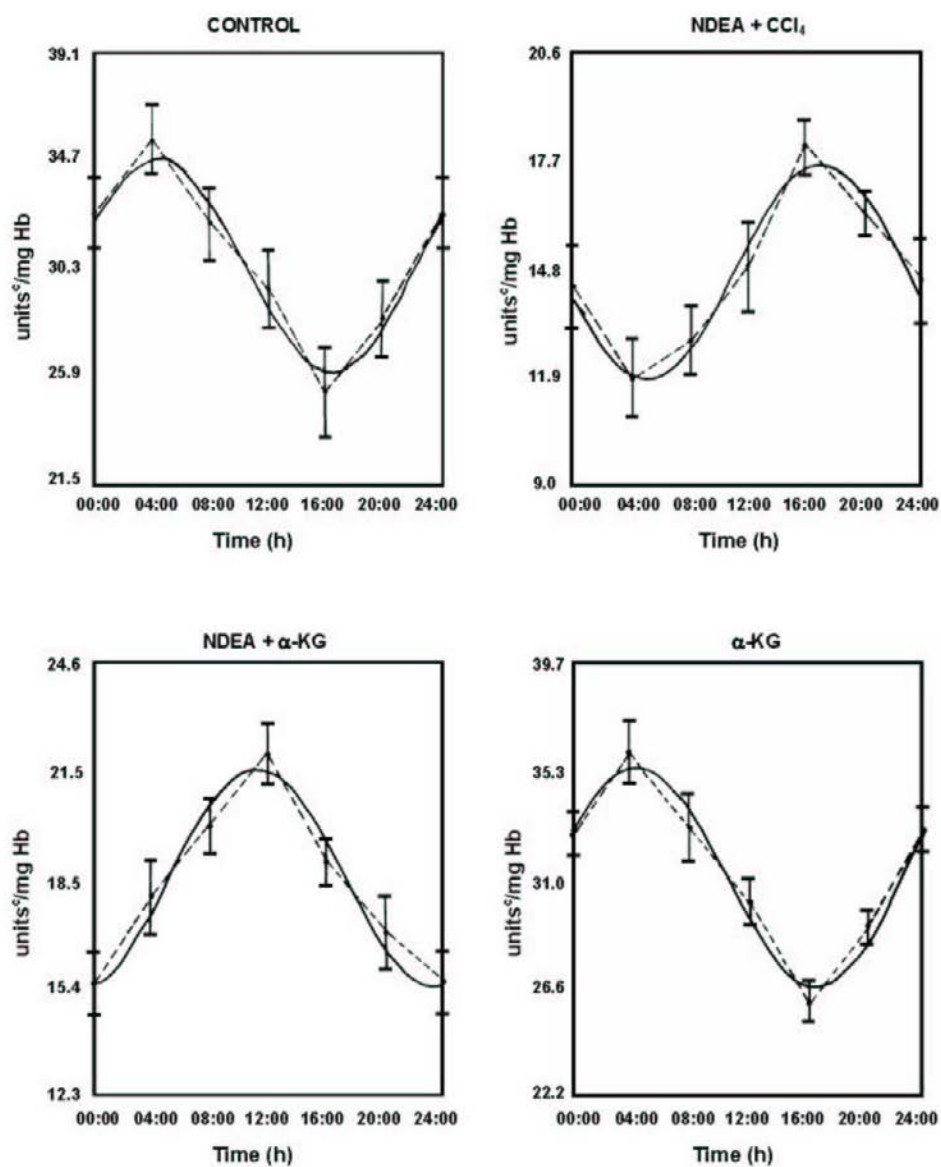 CONTROL
39.1
34.7
30.3
25.9
21.5
units^c/mg Hb
00:00 04:00 08:00 12:00 16:00 20:00 24:00
Time (h)
NDEA + CCl₄
20.6
17.7
14.8
11.9
9.0
units^c/mg Hb
00:00 04:00 08:00 12:00 16:00 20:00 24:00
Time (h)
NDEA + α-KG
24.6
21.5
18.5
15.4
12.3
units^c/mg Hb
00:00 04:00 08:00 12:00 16:00 20:00 24:00
Time (h)
α-KG
39.7
35.3
31.0
26.6
22.2
units^c/mg Hb
00:00 04:00 08:00 12:00 16:00 20:00 24:00
Time (h)